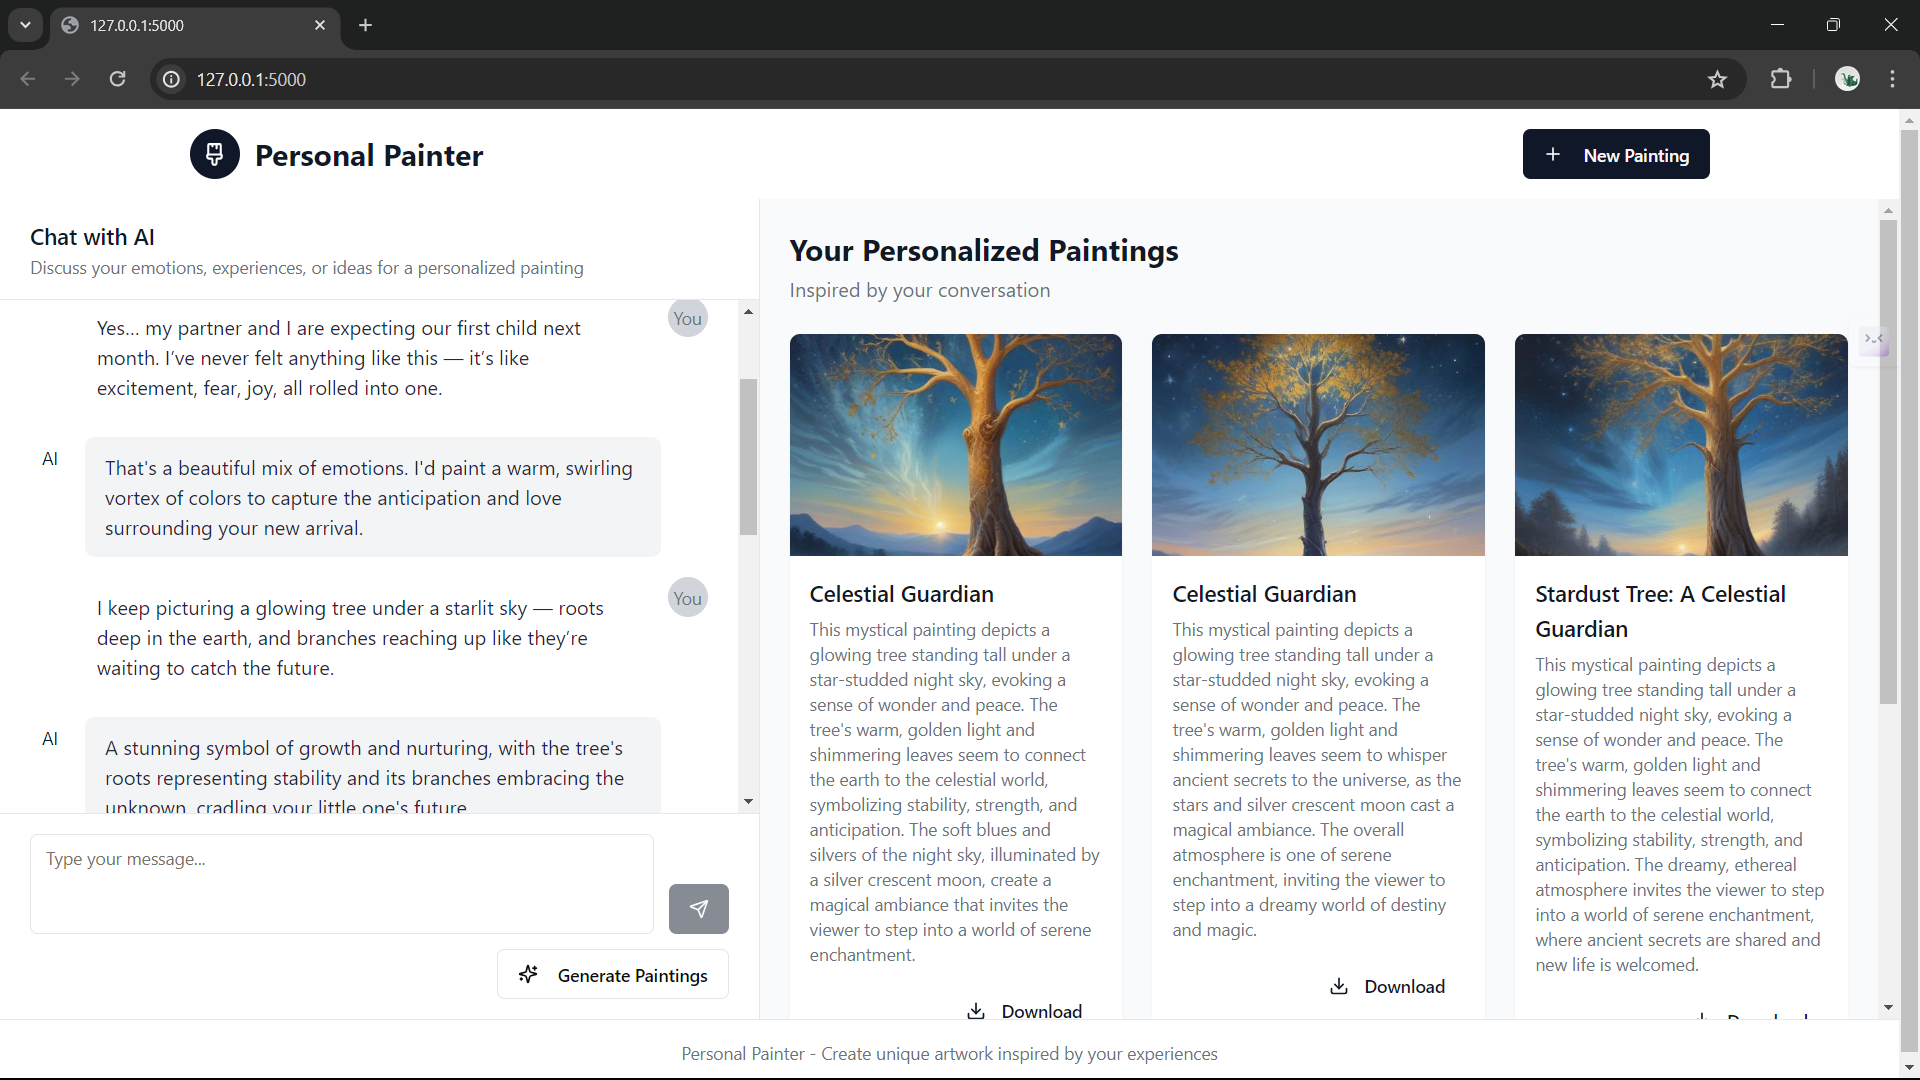 127.0.0.1:5000
127.0.0.1:5000
Personal Painter
New Painting
Chat with AI
Discuss your emotions, experiences, or ideas for a personalized painting
You
Yes... my partner and I are expecting our first child next
month. I've never felt anything like this — it's like
excitement, fear, joy, all rolled into one.
AI
That's a beautiful mix of emotions. I'd paint a warm, swirling
vortex of colors to capture the anticipation and love
surrounding your new arrival.
You
I keep picturing a glowing tree under a starlit sky — roots
deep in the earth, and branches reaching up like they're
waiting to catch the future.
AI
A stunning symbol of growth and nurturing, with the tree's
roots representing stability and its branches embracing the
unknown, cradling your little one's future
Type your message...
Generate Paintings
Your Personalized Paintings
Inspired by your conversation
Celestial Guardian
This mystical painting depicts a
glowing tree standing tall under a
star-studded night sky, evoking a
sense of wonder and peace. The
tree's warm, golden light and
shimmering leaves seem to connect
the earth to the celestial world,
symbolizing stability, strength, and
anticipation. The soft blues and
silvers of the night sky, illuminated by
a silver crescent moon, create a
magical ambiance that invites the
viewer to step into a world of serene
enchantment.
Download
Celestial Guardian
This mystical painting depicts a
glowing tree standing tall under a
star-studded night sky, evoking a
sense of wonder and peace. The
tree's warm, golden light and
shimmering leaves seem to whisper
ancient secrets to the universe, as the
stars and silver crescent moon cast a
magical ambiance. The overall
atmosphere is one of serene
enchantment, inviting the viewer to
step into a dreamy world of destiny
and magic.
Download
Stardust Tree: A Celestial
Guardian
This mystical painting depicts a
glowing tree standing tall under a
star-studded night sky, evoking a
sense of wonder and peace. The
tree's warm, golden light and
shimmering leaves seem to connect
the earth to the celestial world,
symbolizing stability, strength, and
anticipation. The dreamy, ethereal
atmosphere invites the viewer to step
into a world of serene enchantment,
where ancient secrets are shared and
new life is welcomed.
Personal Painter - Create unique artwork inspired by your experiences